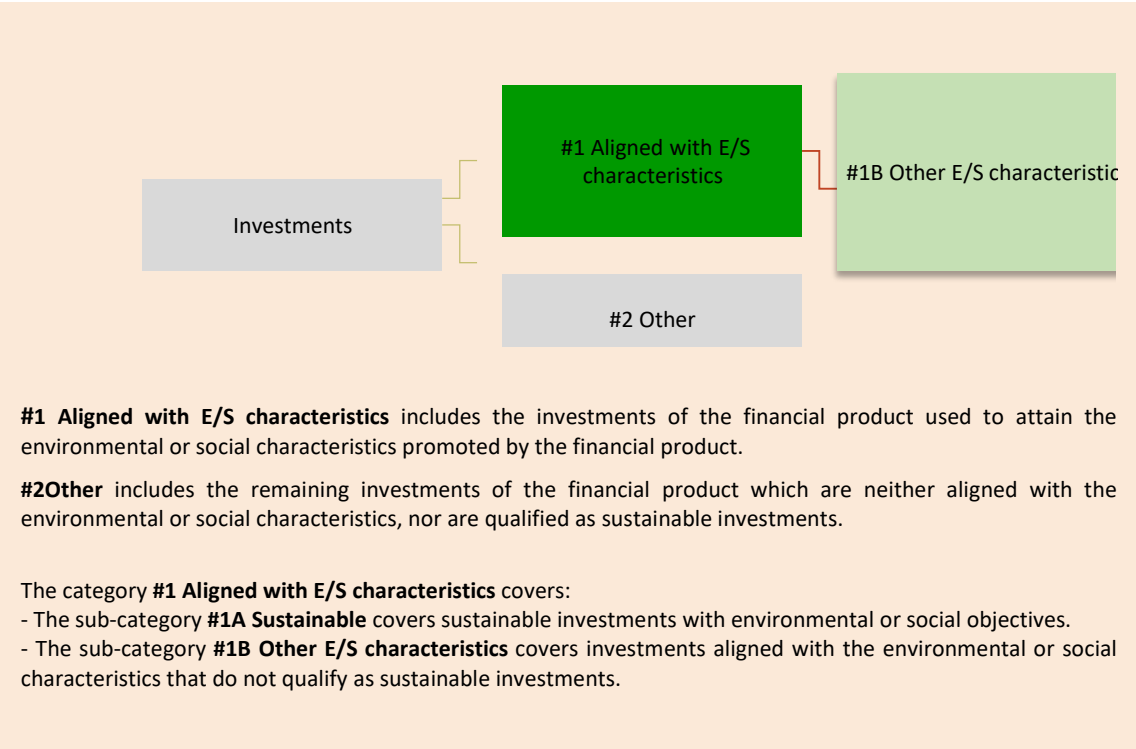 #1 Aligned with E/S
characteristics
#1B Other E/S characteristic
Investments
#2 Other
#1 Aligned with E/S characteristics includes the investments of the financial product used to attain the
environmental or social characteristics promoted by the financial product.
#2Other includes the remaining investments of the financial product which are neither aligned with the
environmental or social characteristics, nor are qualified as sustainable investments.
The category #1 Aligned with E/S characteristics covers:
- The sub-category #1A Sustainable covers sustainable investments with environmental or social objectives.
- The sub-category #1B Other E/S characteristics covers investments aligned with the environmental or social
characteristics that do not qualify as sustainable investments.